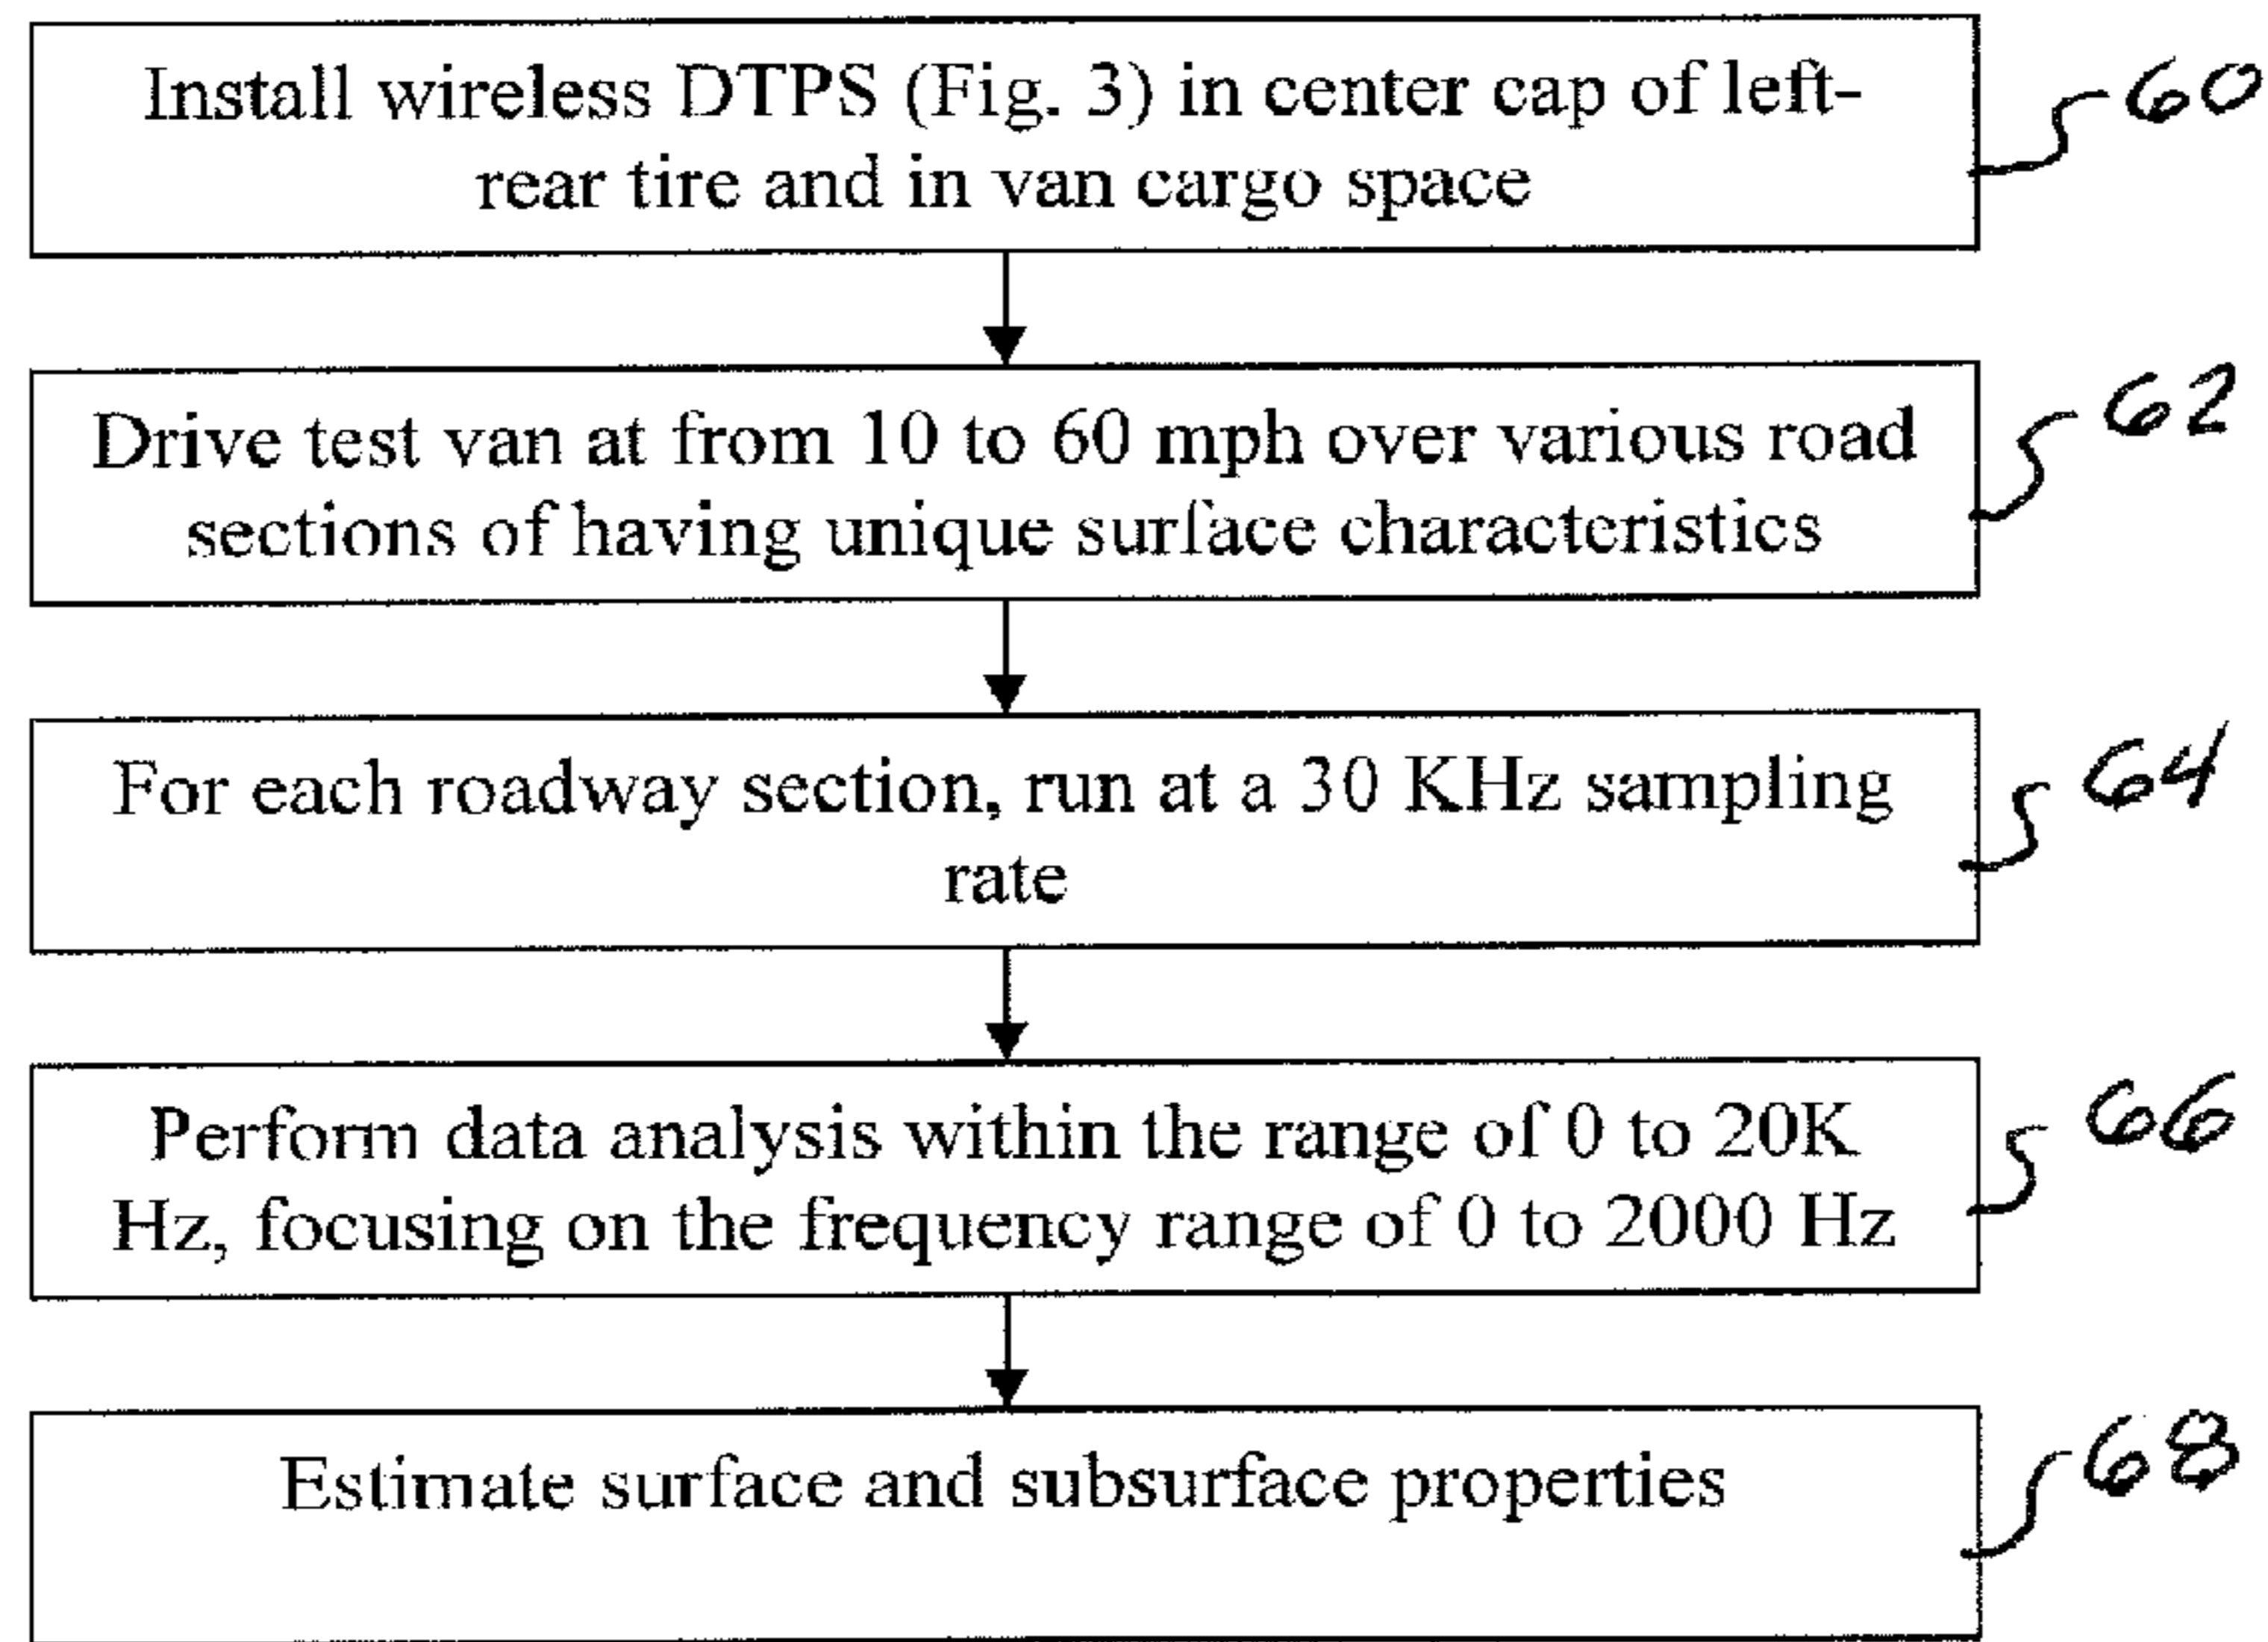 Install wireless DTPS (Fig. 3) in center cap of left-
rear tire and in van cargo space
60
Drive test van at from 10 to 60 mph over various road
sections of having unique surface characteristics
62
For each roadway section, run at a 30 KHz sampling
rate
64
Perform data analysis within the range of 0 to 20K
Hz, focusing on the frequency range of 0 to 2000 Hz
66
Estimate surface and subsurface properties
68